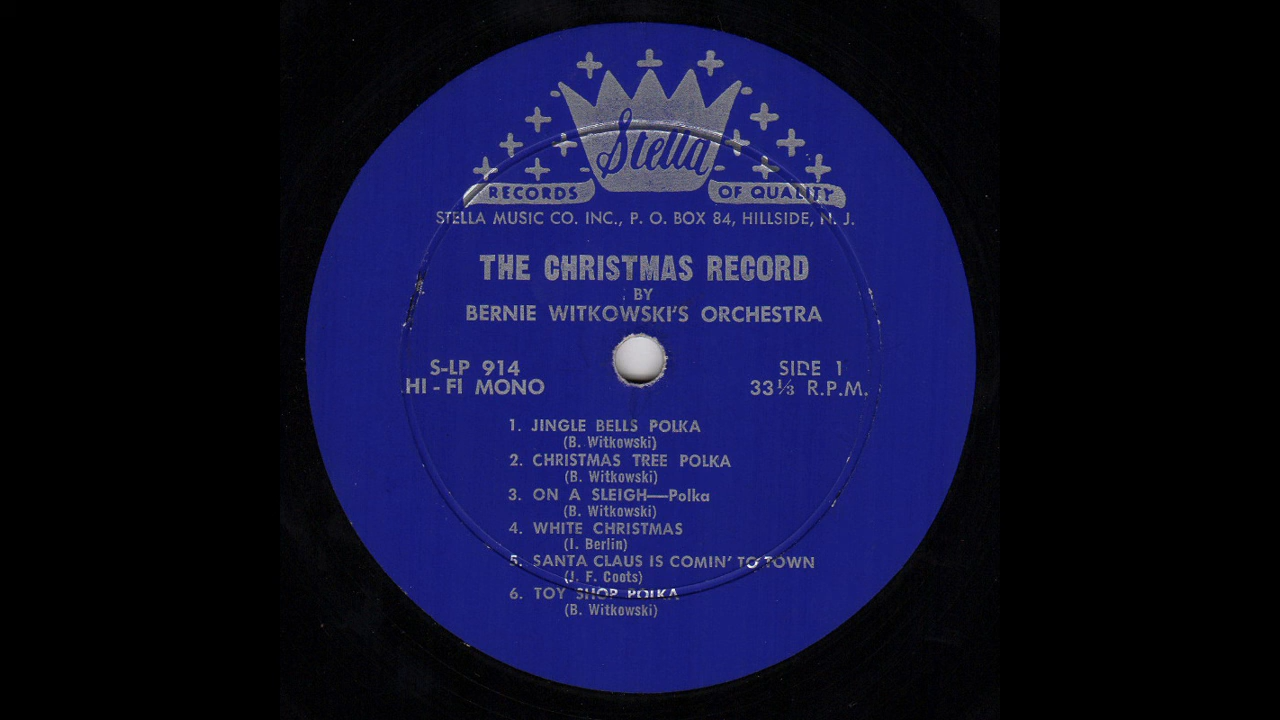 Stella
RECORDS OF QUALITY
STELLA MUSIC CO. INC., P. O. BOX 84, HILLSIDE, N. J.
THE CHRISTMAS RECORD
BY
BERNIE WITKOWSKI'S ORCHESTRA
S-LP 914 SIDE 1
HI - FI MONO 33⅓ R.P.M.
1. JINGLE BELLS POLKA
(B. Witkowski)
2. CHRISTMAS TREE POLKA
(B. Witkowski)
3. ON A SLEIGH—Polka
(B. Witkowski)
4. WHITE CHRISTMAS
(I. Berlin)
5. SANTA CLAUS IS COMIN' TO TOWN
(J. F. Coots)
6. TOY SHOP POLKA
(B. Witkowski)